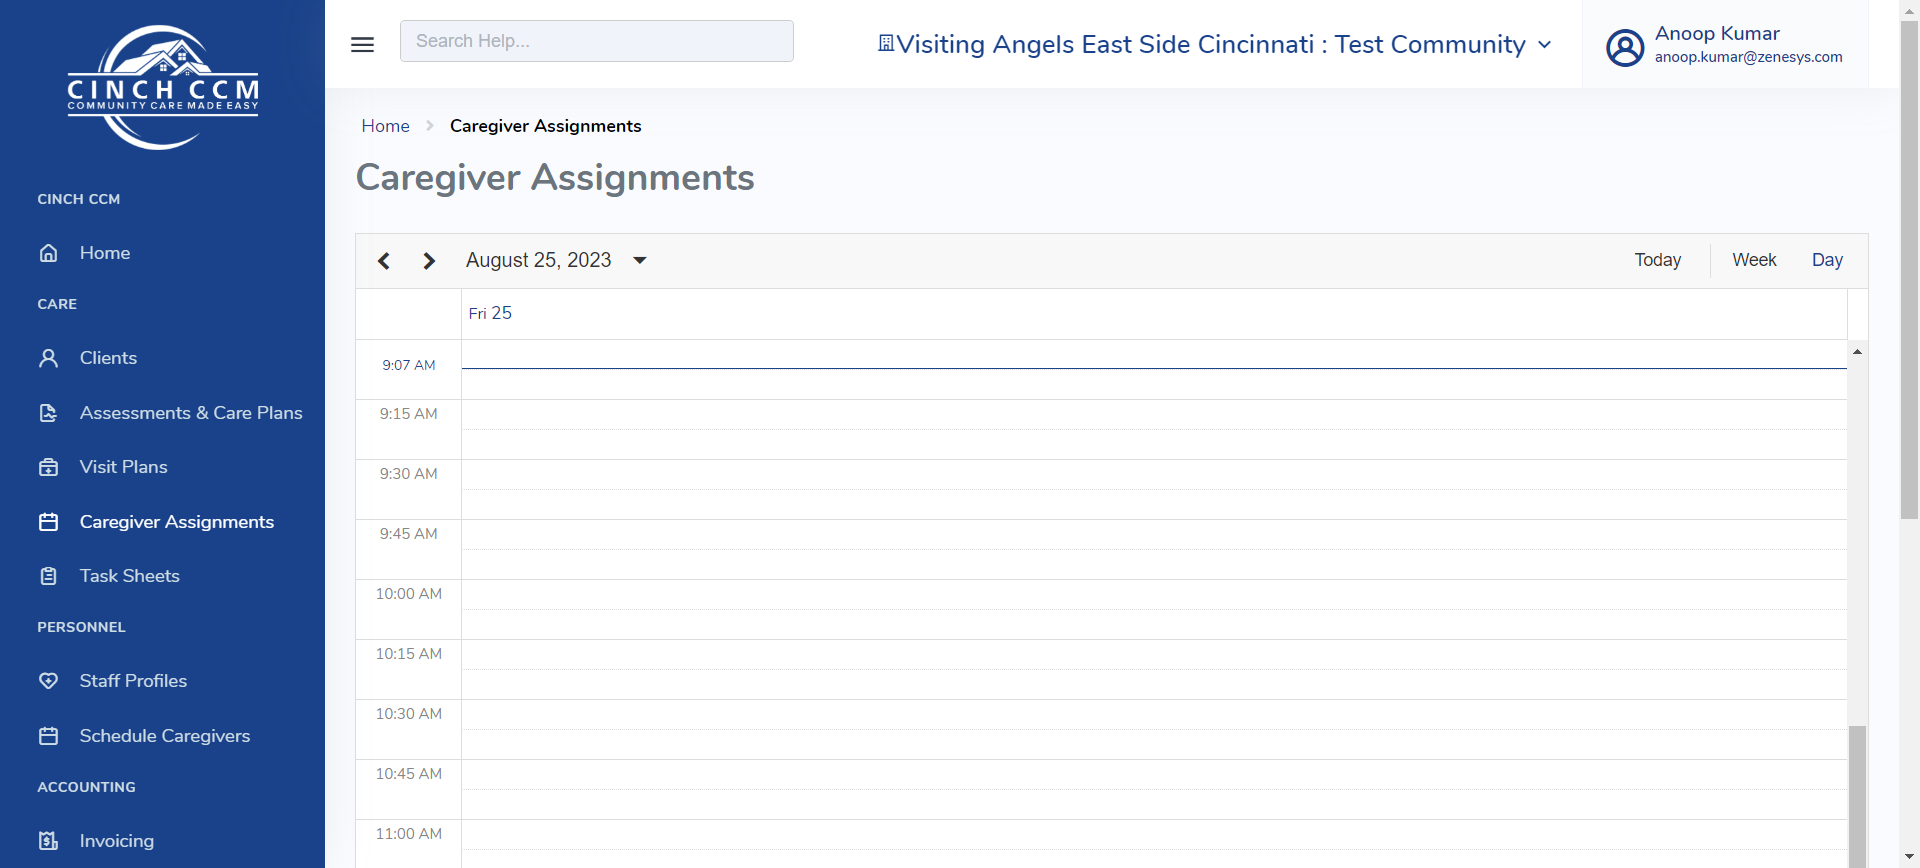 CINCH CCM
COMMUNITY CARE MADE EASY
CINCH CCM
Home
CARE
Clients
Assessments & Care Plans
Visit Plans
Caregiver Assignments
Task Sheets
PERSONNEL
Staff Profiles
Schedule Caregivers
ACCOUNTING
Invoicing
Search Help...
Visiting Angels East Side Cincinnati : Test Community
Anoop Kumar
anoop.kumar@zenesys.com
Home > Caregiver Assignments
Caregiver Assignments
August 25, 2023
Today
Week
Day
Fri 25
9:07 AM
9:15 AM
9:30 AM
9:45 AM
10:00 AM
10:15 AM
10:30 AM
10:45 AM
11:00 AM